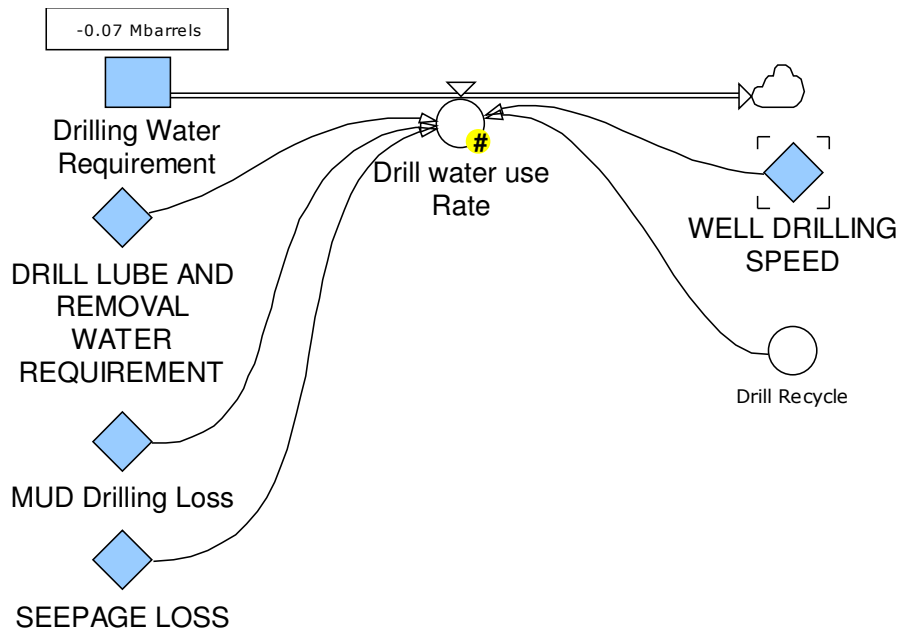 -0.07 Mbarrels
Drilling Water
Requirement
#
Drill water use
Rate
WELL DRILLING
SPEED
DRILL LUBE AND
REMOVAL
WATER
REQUIREMENT
Drill Recycle
MUD Drilling Loss
SEEPAGE LOSS